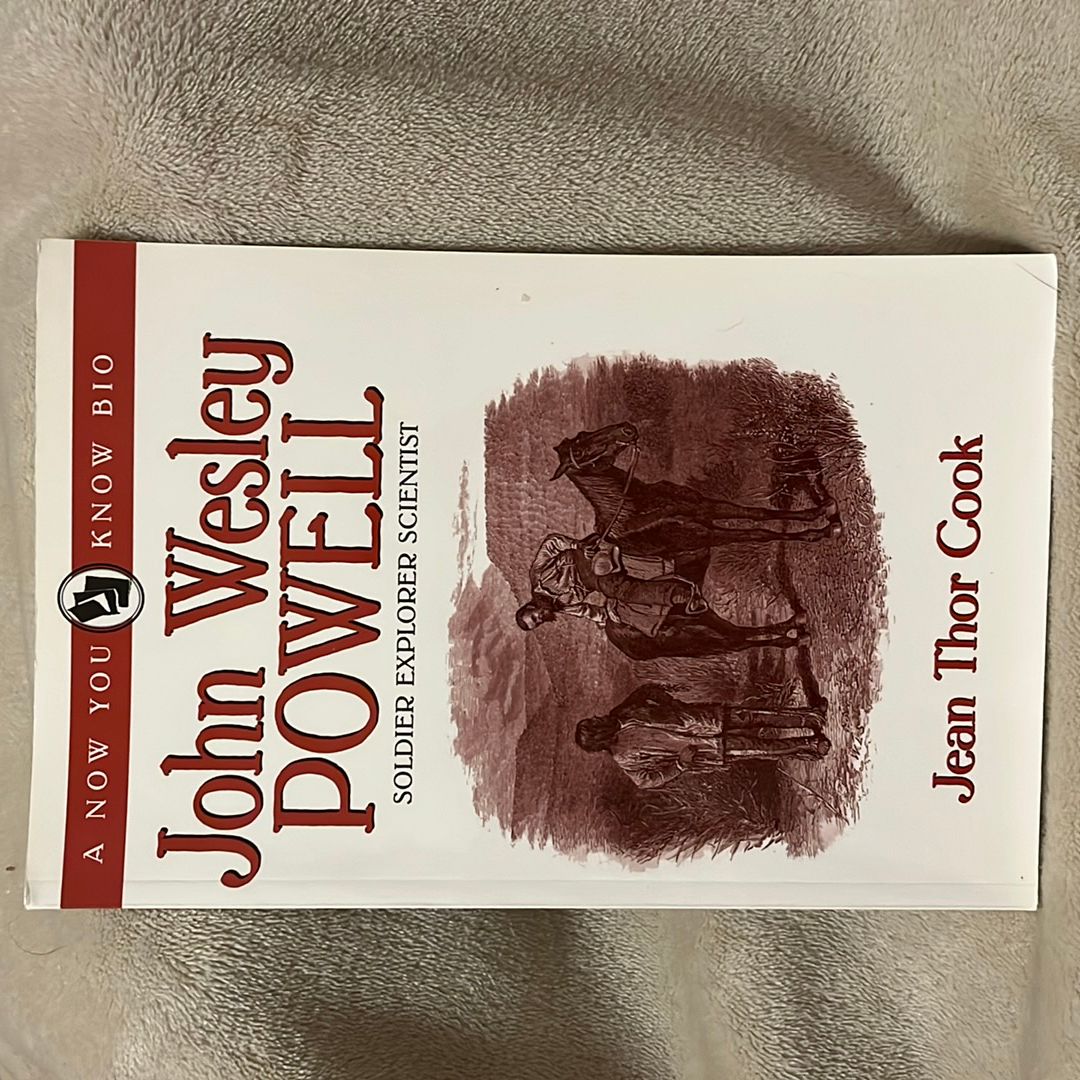 A NOW YOU KNOW BIO
John Wesley
POWELL
SOLDIER EXPLORER SCIENTIST
Jean Thor Cook